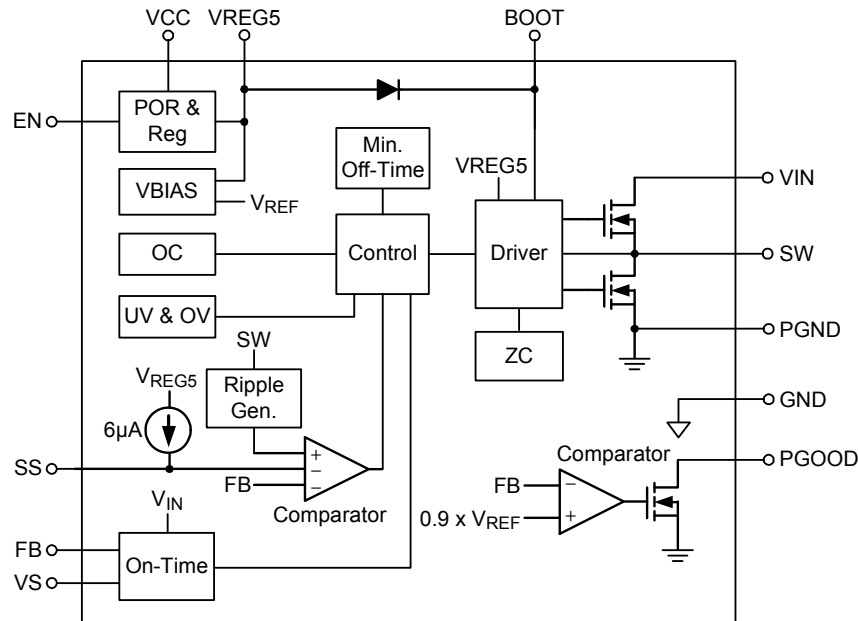 VCC
VREG5
BOOT
EN
POR &
Reg
Min.
Off-Time
VREG5
VIN
VBIAS
VREF
OC
Control
Driver
SW
UV & OV
PGND
SW
ZC
VREG5
Ripple
Gen.
GND
6µA
+
Comparator
PGOOD
SS
−
FB
−
FB
−
Comparator
0.9 x VREF
+
VIN
FB
On-Time
VS